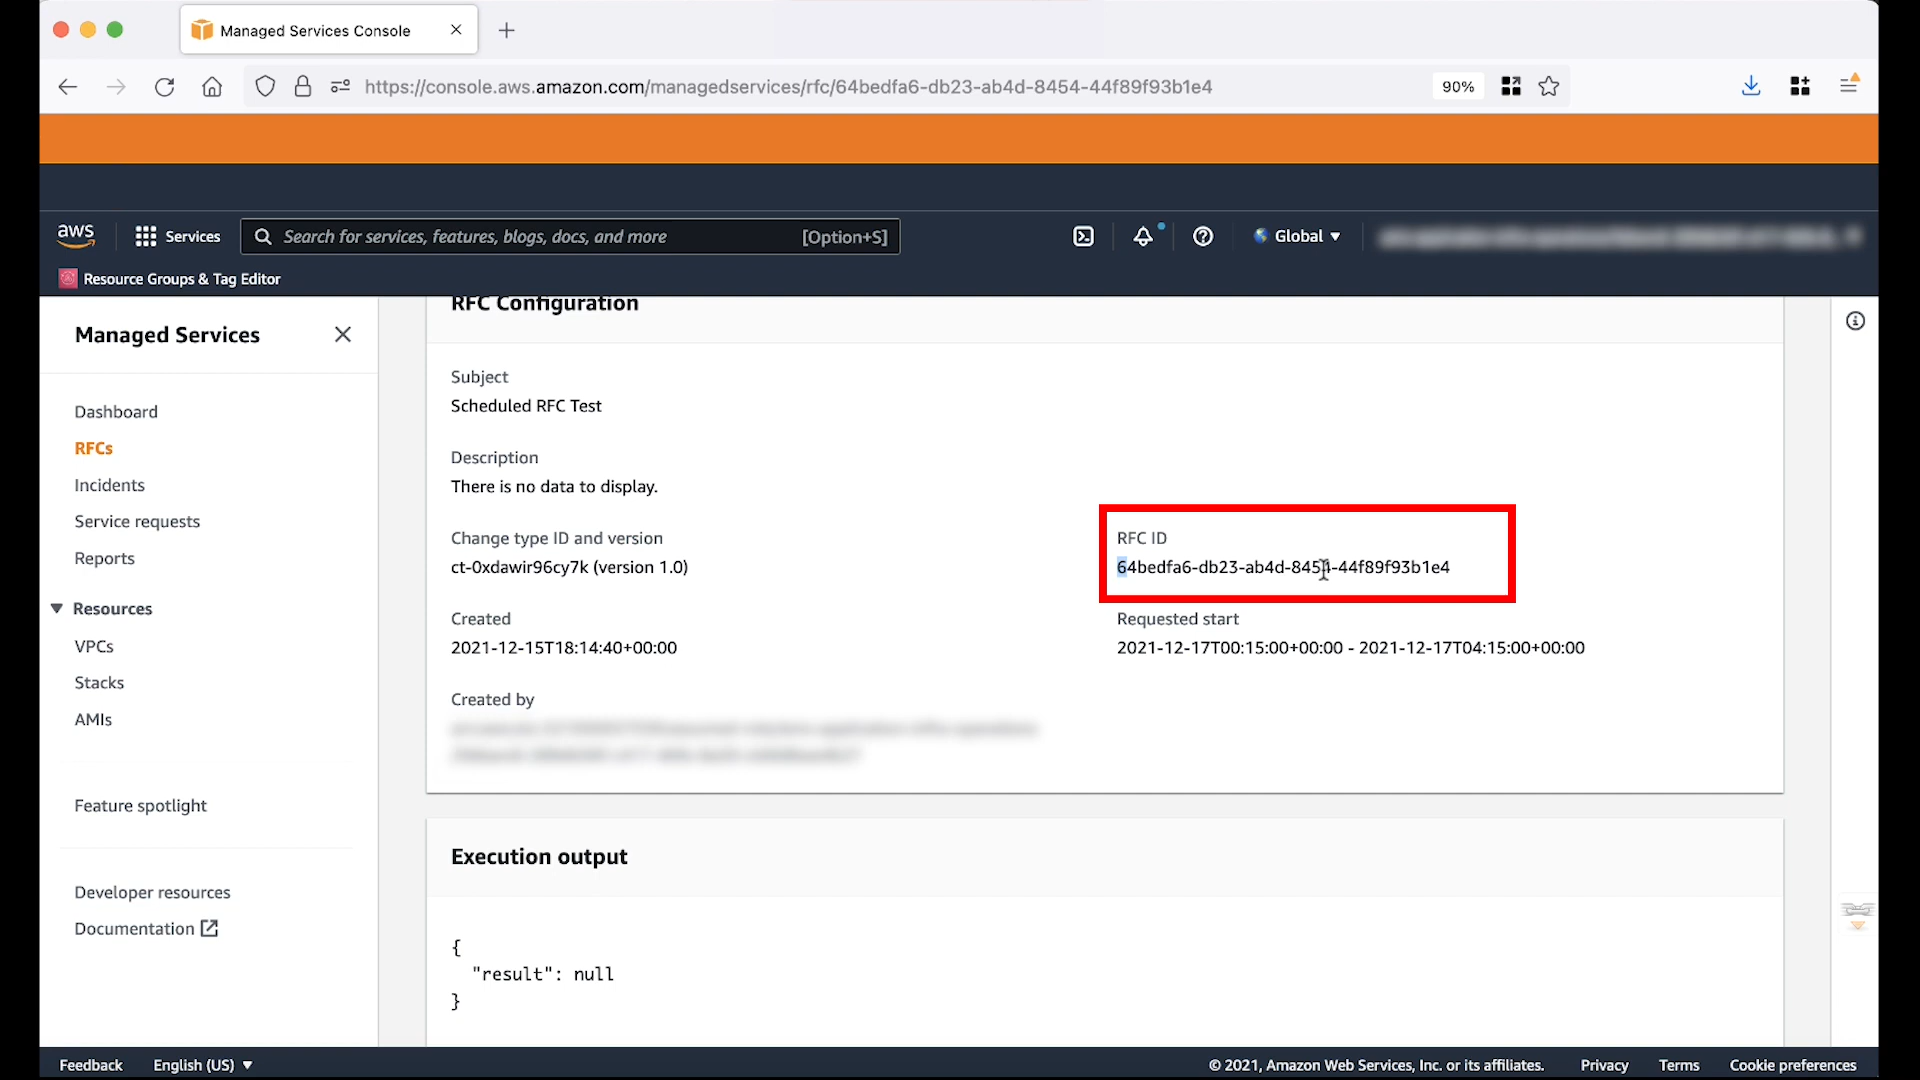 Managed Services Console
https://console.aws.amazon.com/managedservices/rfc/64bedfa6-db23-ab4d-8454-44f89f93b1e4
90%
aws
Services
Search for services, features, blogs, docs, and more
[Option+S]
Global
Resource Groups & Tag Editor
Managed Services
Dashboard
RFCs
Incidents
Service requests
Reports
Resources
VPCs
Stacks
AMIs
Feature spotlight
Developer resources
Documentation
RFC Configuration
Subject
Scheduled RFC Test
Description
There is no data to display.
Change type ID and version
ct-0xdawir96cy7k (version 1.0)
RFC ID
64bedfa6-db23-ab4d-8454-44f89f93b1e4
Created
2021-12-15T18:14:40+00:00
Requested start
2021-12-17T00:15:00+00:00 - 2021-12-17T04:15:00+00:00
Created by
Execution output
{
"result": null
}
Feedback
English (US)
© 2021, Amazon Web Services, Inc. or its affiliates.
Privacy
Terms
Cookie preferences